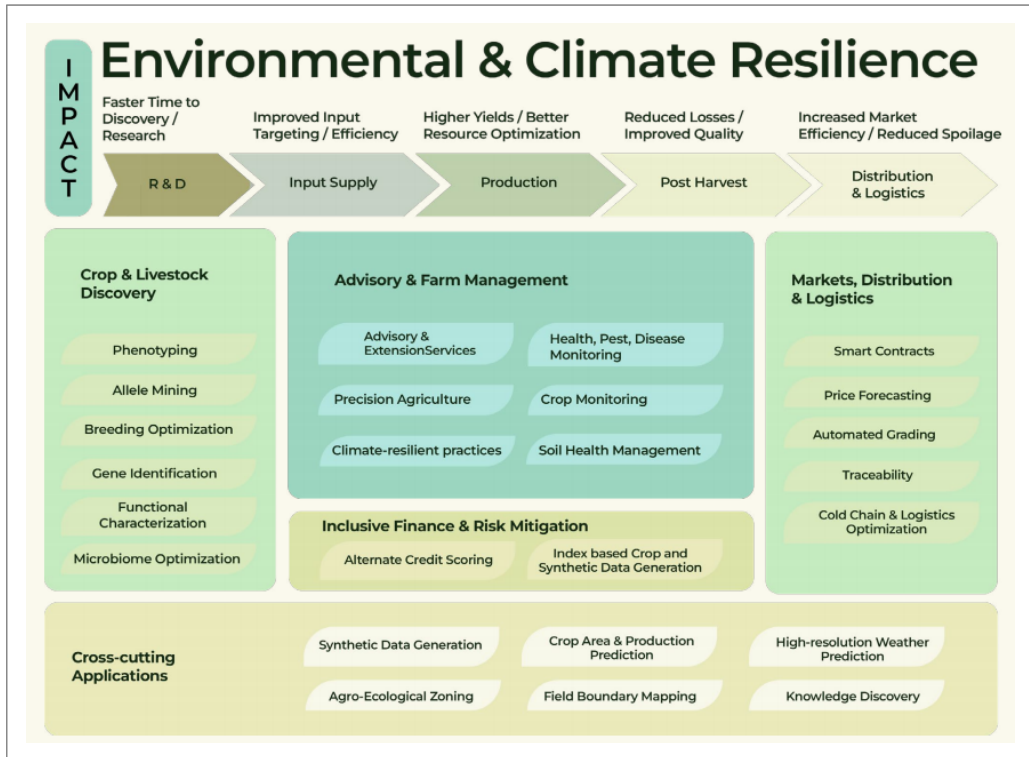 IMPACT
Environmental & Climate Resilience
Faster Time to
Discovery /
Research
Improved Input
Targeting / Efficiency
Higher Yields / Better
Resource Optimization
Reduced Losses /
Improved Quality
Increased Market
Efficiency / Reduced Spoilage
R & D
Input Supply
Production
Post Harvest
Distribution
& Logistics
Crop & Livestock
Discovery
Phenotyping
Allele Mining
Breeding Optimization
Gene Identification
Functional
Characterization
Microbiome Optimization
Advisory & Farm Management
Advisory &
ExtensionServices
Health, Pest, Disease
Monitoring
Precision Agriculture
Crop Monitoring
Climate-resilient practices
Soil Health Management
Inclusive Finance & Risk Mitigation
Alternate Credit Scoring
Index based Crop and
Synthetic Data Generation
Markets, Distribution
& Logistics
Smart Contracts
Price Forecasting
Automated Grading
Traceability
Cold Chain & Logistics
Optimization
Cross-cutting
Applications
Synthetic Data Generation
Crop Area & Production
Prediction
High-resolution Weather
Prediction
Agro-Ecological Zoning
Field Boundary Mapping
Knowledge Discovery